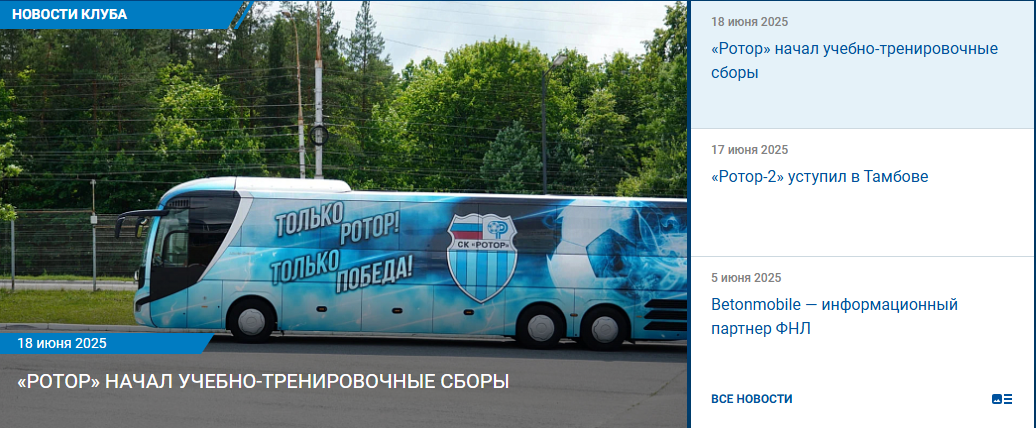 НОВОСТИ КЛУБА
ТОЛЬКО
РОТОР!
ТОЛЬКО
ПОБЕДА!
СК «РОТОР»
18 июня 2025
«РОТОР» НАЧАЛ УЧЕБНО-ТРЕНИРОВОЧНЫЕ СБОРЫ
18 июня 2025
«Ротор» начал учебно-тренировочные
сборы
17 июня 2025
«Ротор-2» уступил в Тамбове
5 июня 2025
Betonmobile — информационный
партнер ФНЛ
ВСЕ НОВОСТИ